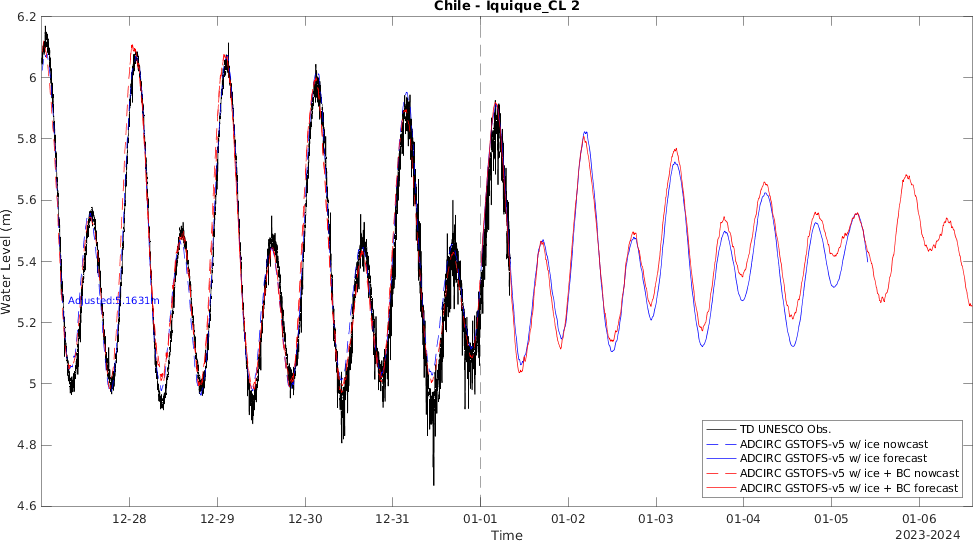 Chile - Iquique_CL 2
6.2
6
5.8
5.6
5.4
5.2
5
4.8
4.6
Water Level (m)
Adjusted:5.1631m
TD UNESCO Obs.
ADCIRC GSTOFS-v5 w/ ice nowcast
ADCIRC GSTOFS-v5 w/ ice forecast
ADCIRC GSTOFS-v5 w/ ice + BC nowcast
ADCIRC GSTOFS-v5 w/ ice + BC forecast
12-28 12-29 12-30 12-31 01-01 01-02 01-03 01-04 01-05 01-06
Time
2023-2024